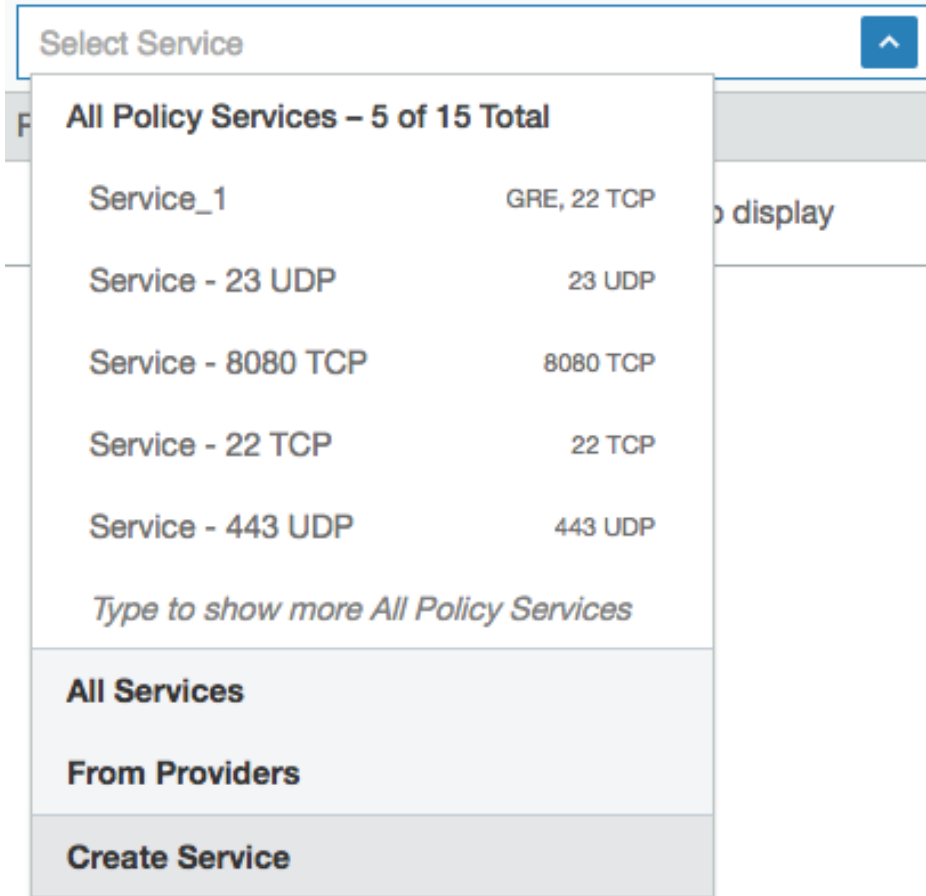 Select Service
All Policy Services – 5 of 15 Total
Service_1 GRE, 22 TCP
display
Service - 23 UDP 23 UDP
Service - 8080 TCP 8080 TCP
Service - 22 TCP 22 TCP
Service - 443 UDP 443 UDP
Type to show more All Policy Services
All Services
From Providers
Create Service